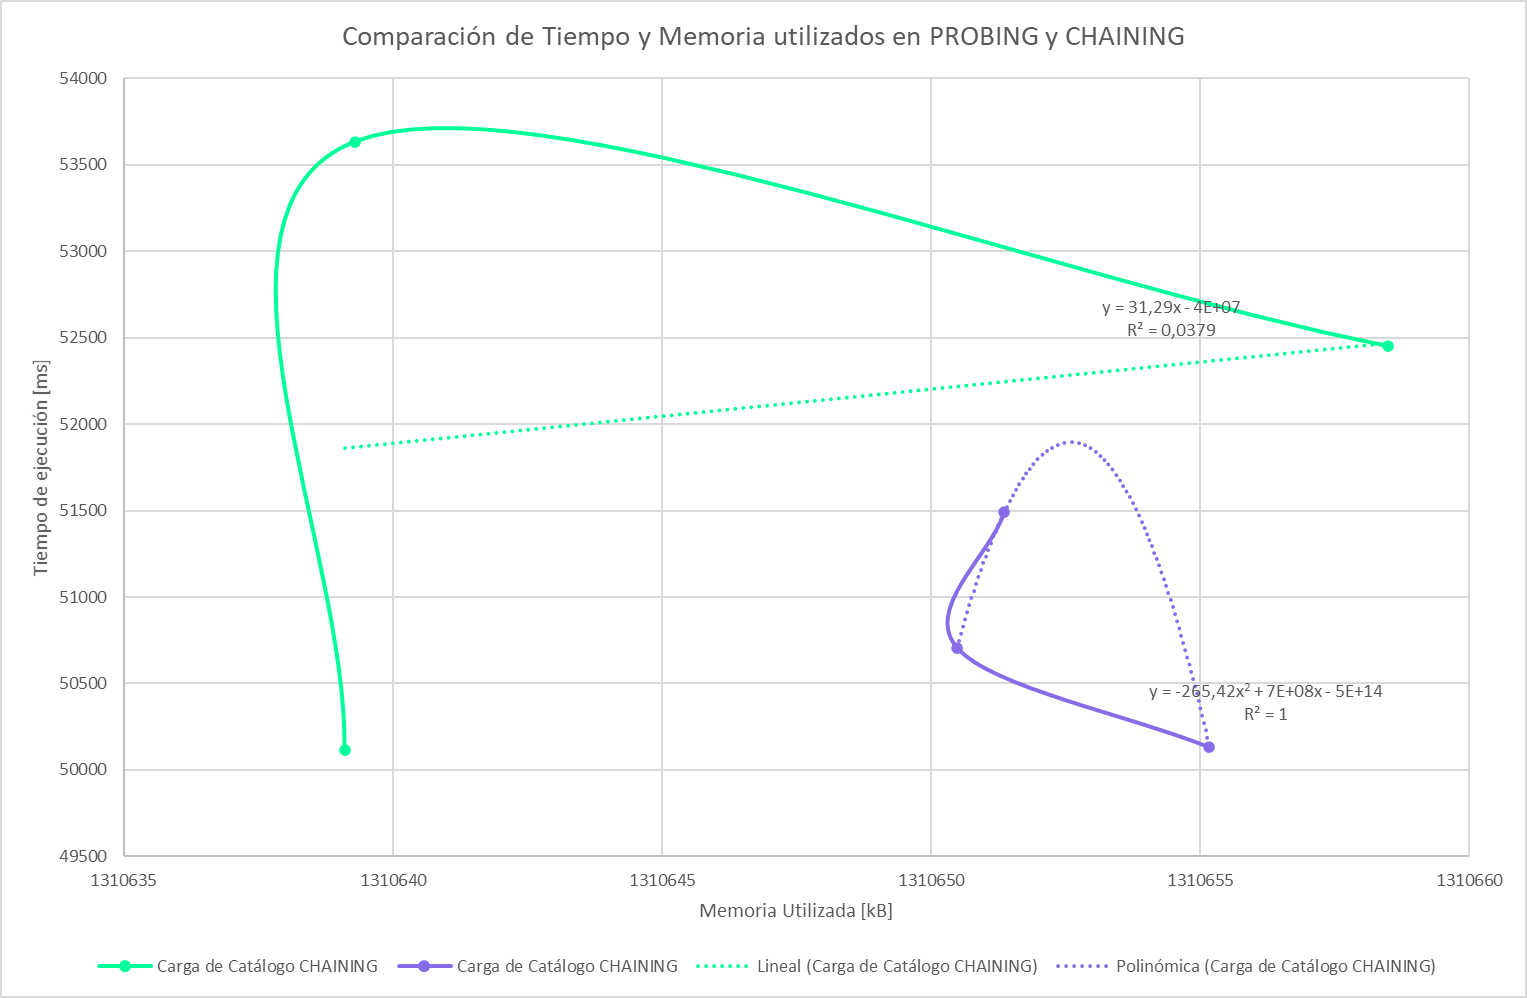 Comparación de Tiempo y Memoria utilizados en PROBING y CHAINING
54000
53500
53000
52500
52000
51500
51000
50500
50000
49500
Tiempo de ejecución [ms]
y = 31,29x - 4E+07
R² = 0,0379
y = -265,42x² + 7E+08x - 5E+14
R² = 1
1310635
1310640
1310645
1310650
1310655
1310660
Memoria Utilizada [kB]
Carga de Catálogo CHAINING
Carga de Catálogo CHAINING
Lineal (Carga de Catálogo CHAINING)
Polinómica (Carga de Catálogo CHAINING)